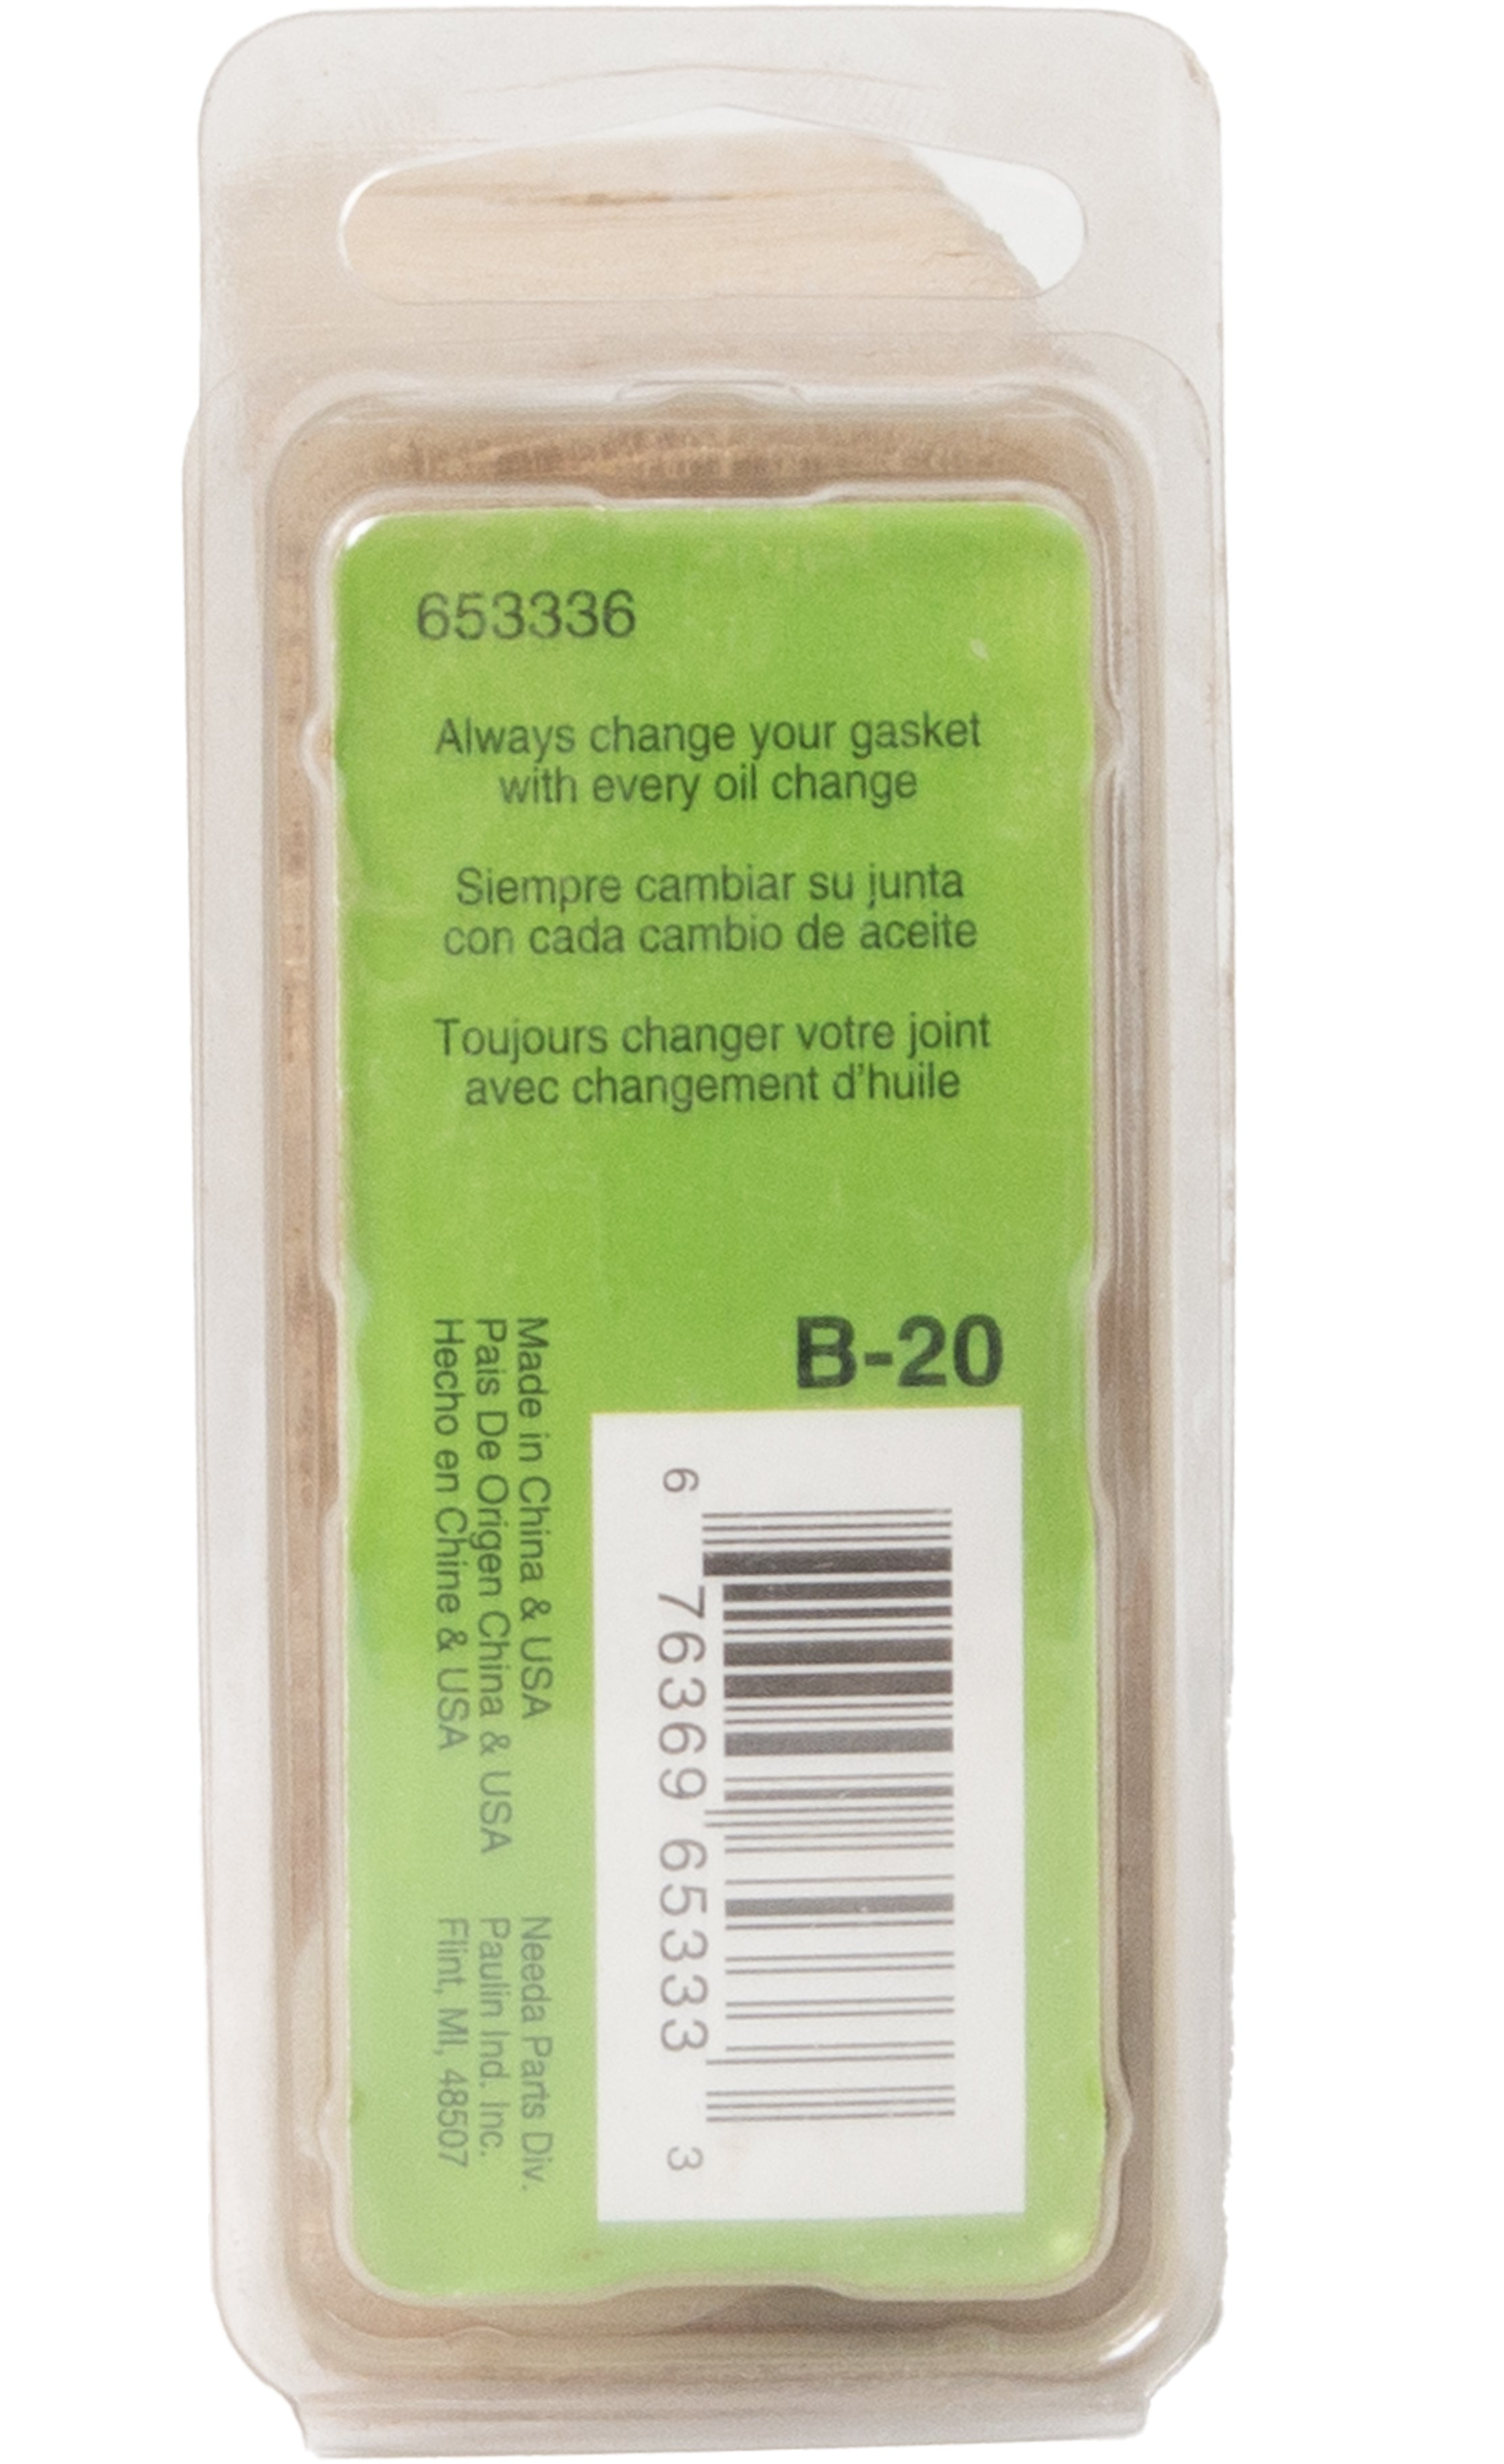 653336
Always change your gasket
with every oil change
Siempre cambiar su junta
con cada cambio de aceite
Toujours changer votre joint
avec changement d'huile
B-20
Made in China & USA
Pais De Origen China & USA
Hecho en Chine & USA
Needa Parts Div.
Paulin Ind. Inc.
Flint, MI, 48507
6 76369 65333 3